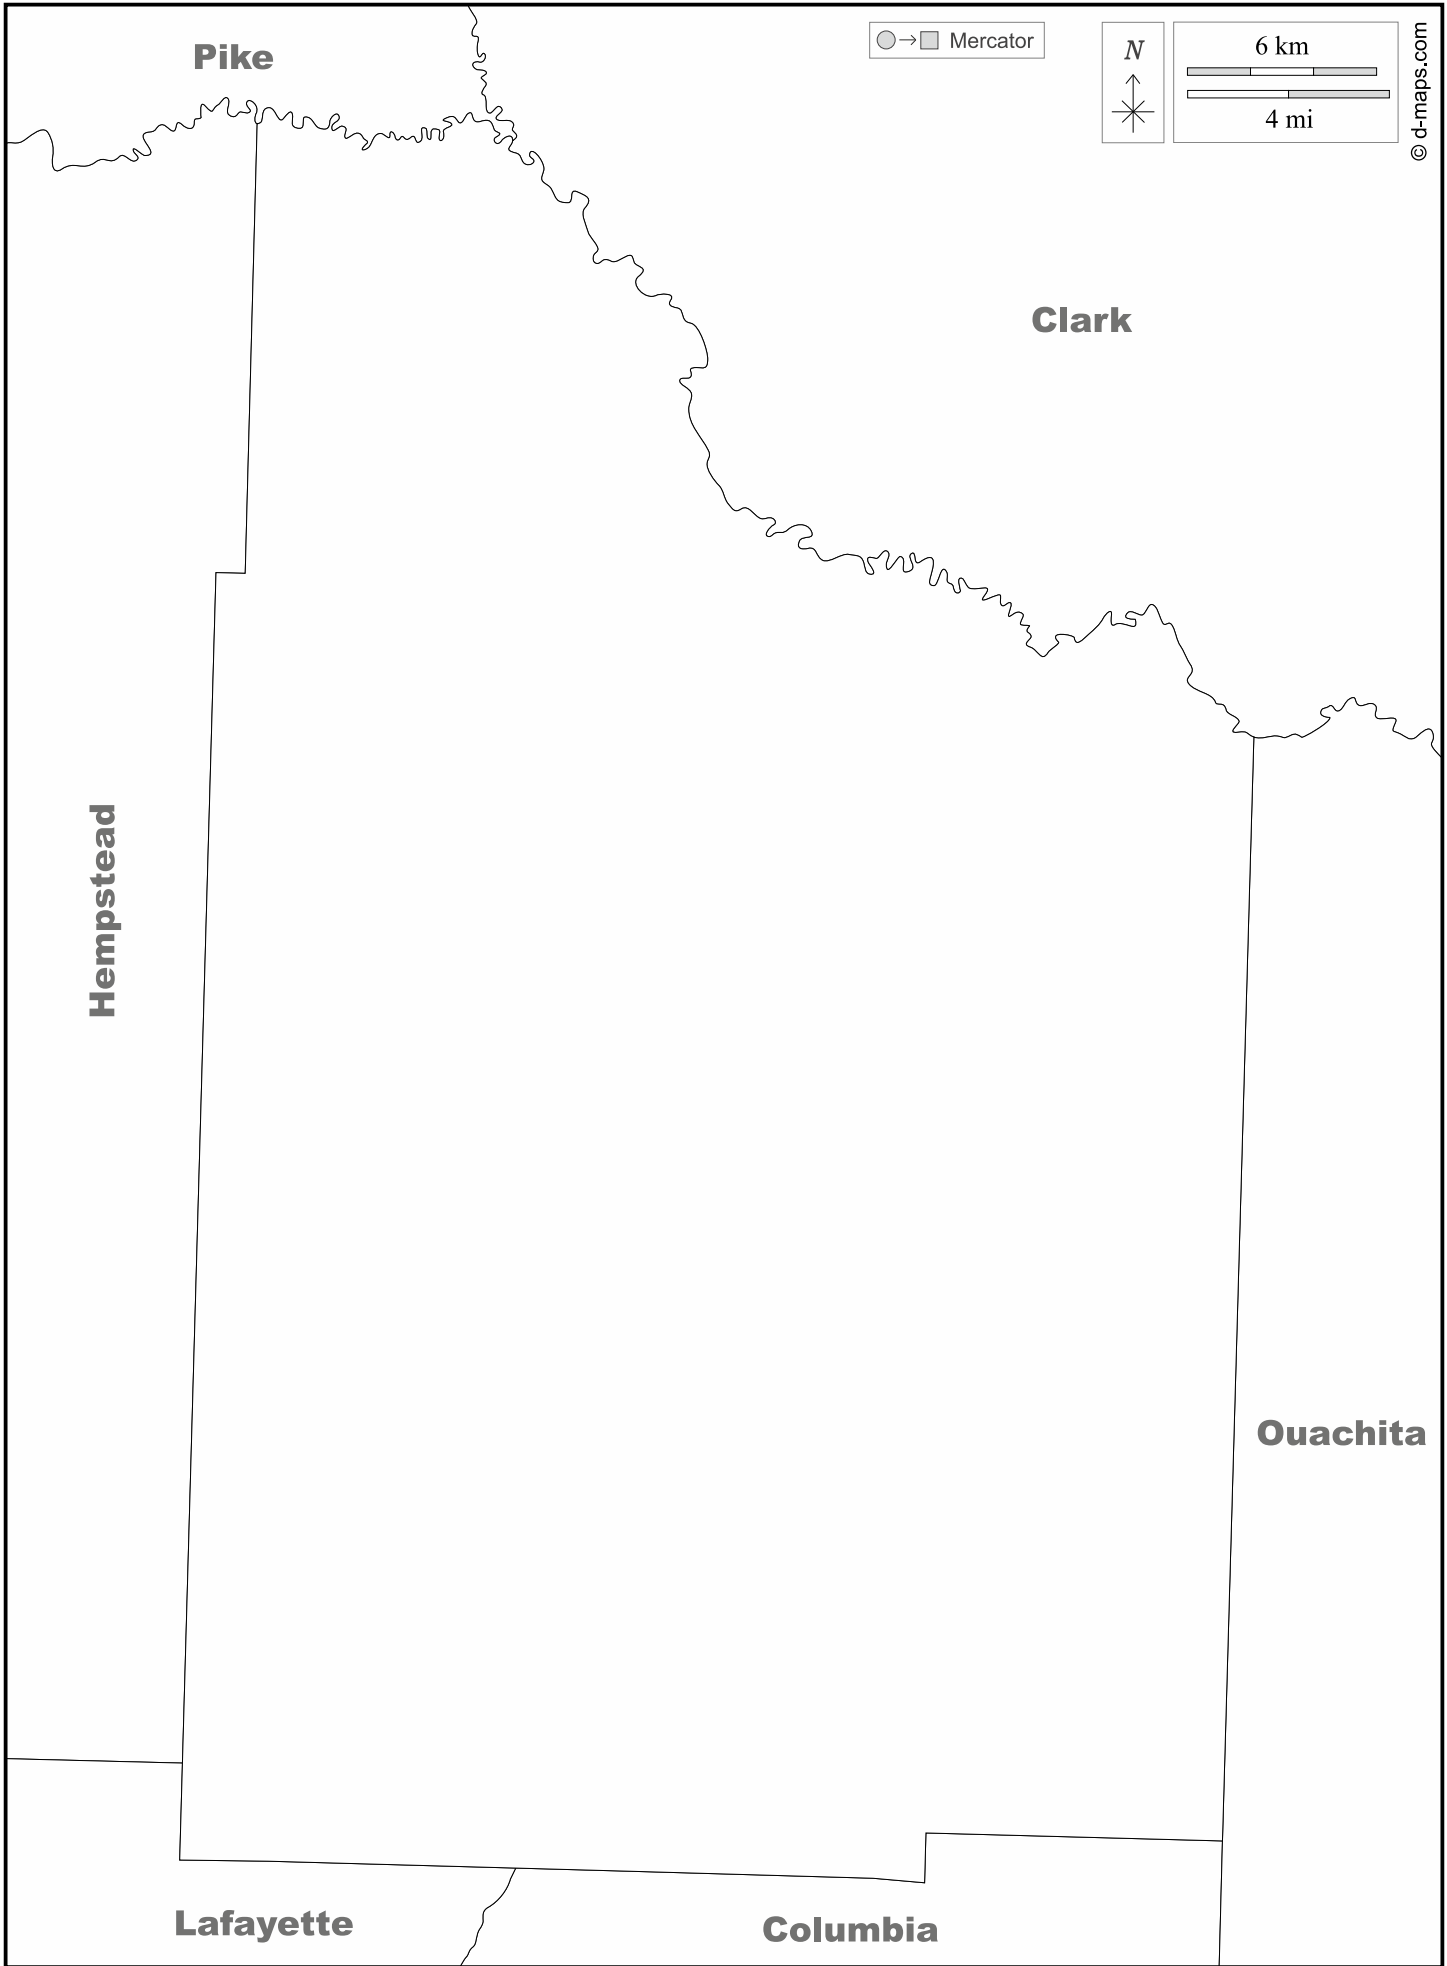 Pike
Mercator
N
6 km
4 mi
© d-maps.com
Clark
Hempstead
Ouachita
Lafayette
Columbia